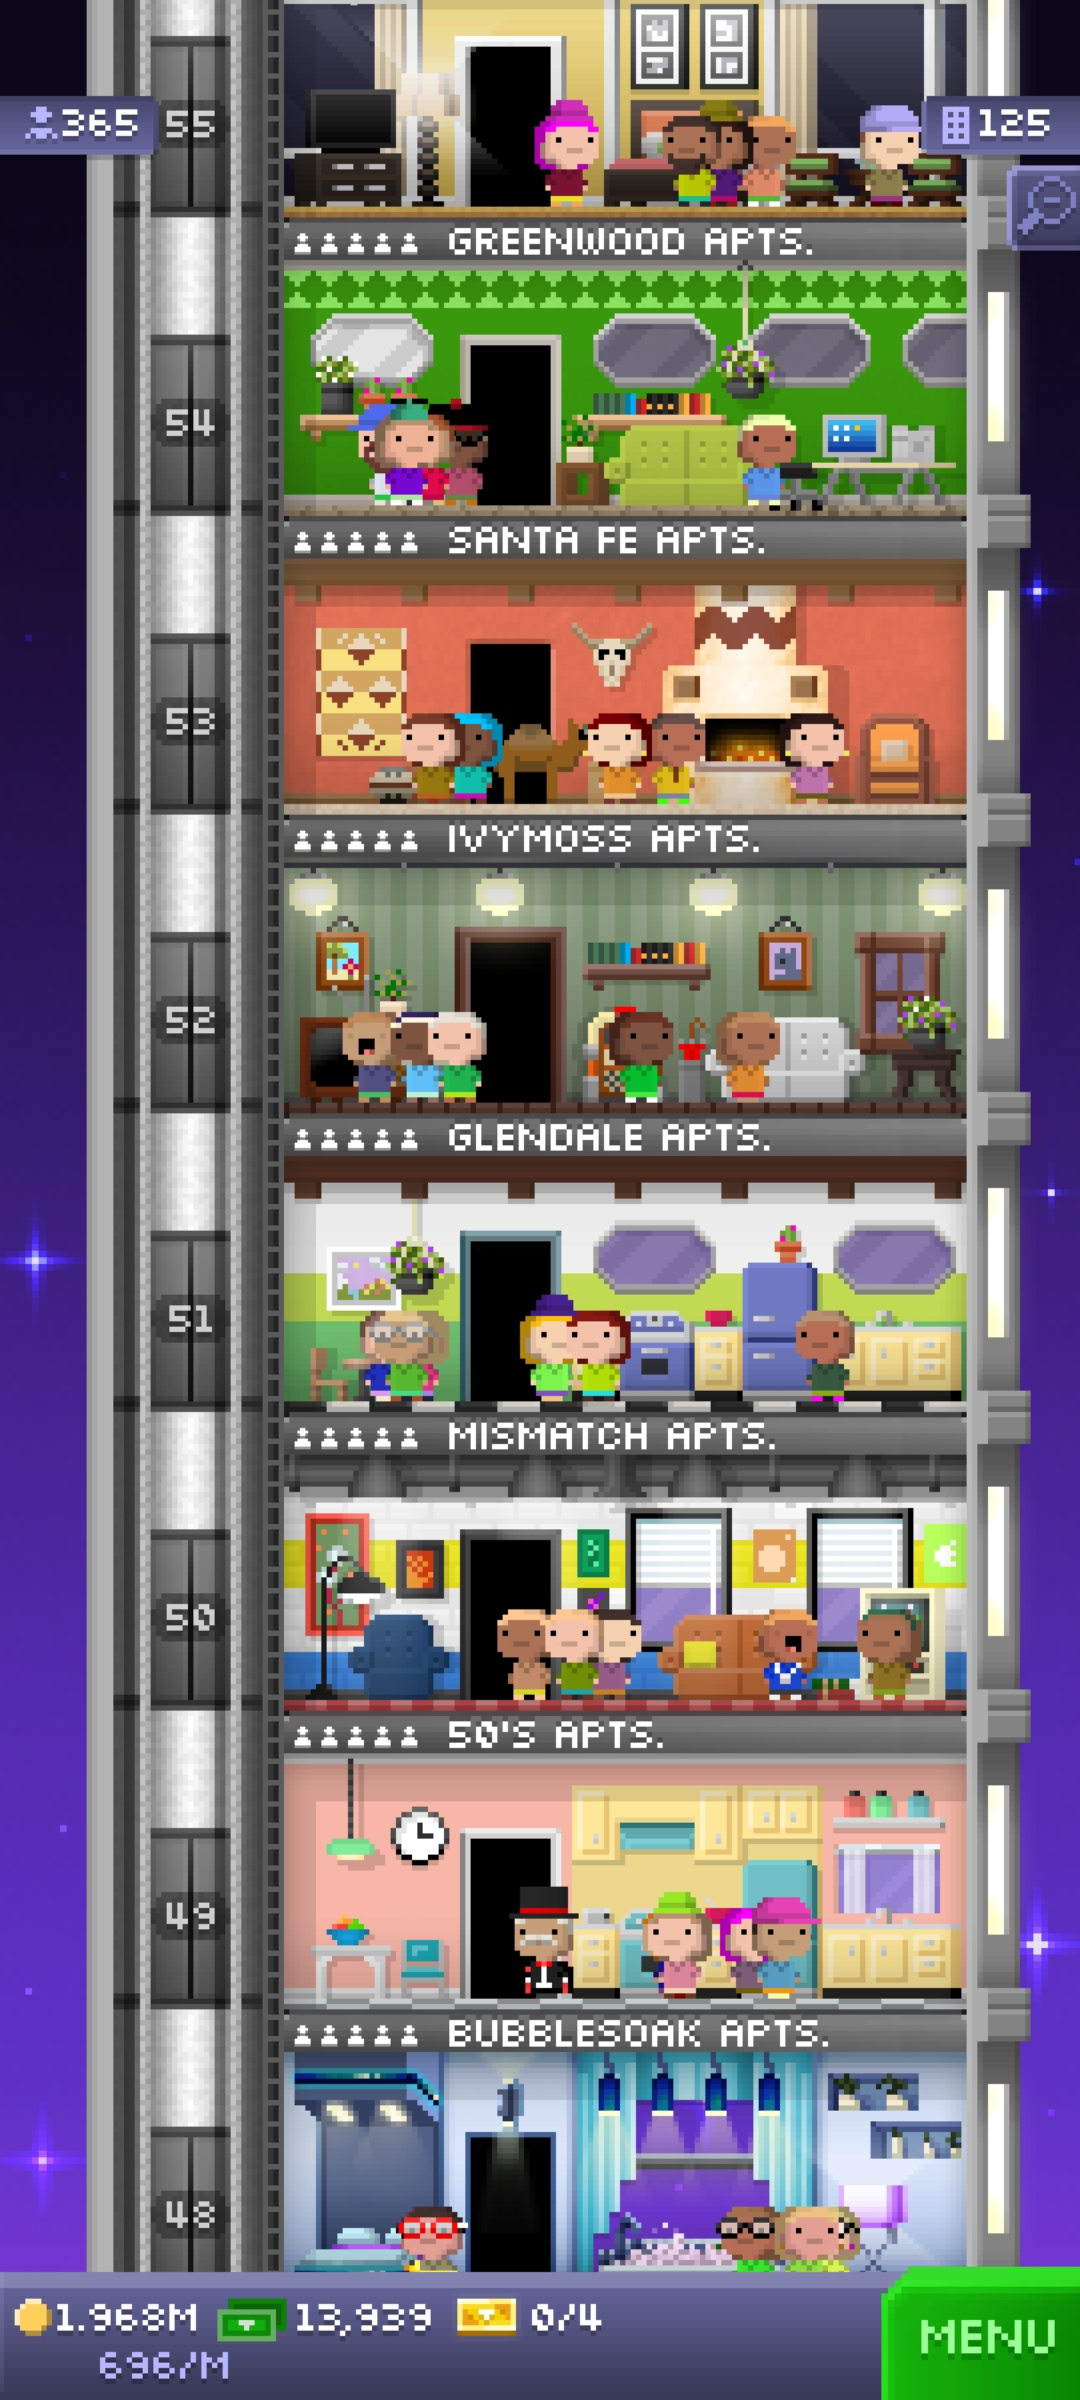 365
55
125
GREENWOOD APTS.
54
SANTA FE APTS.
53
IVYMOSS APTS.
52
GLENDALE APTS.
51
MISMATCH APTS.
50
50'S APTS.
49
BUBBLESOAK APTS.
48
1.968M 13,939 0/4
696/M
MENU